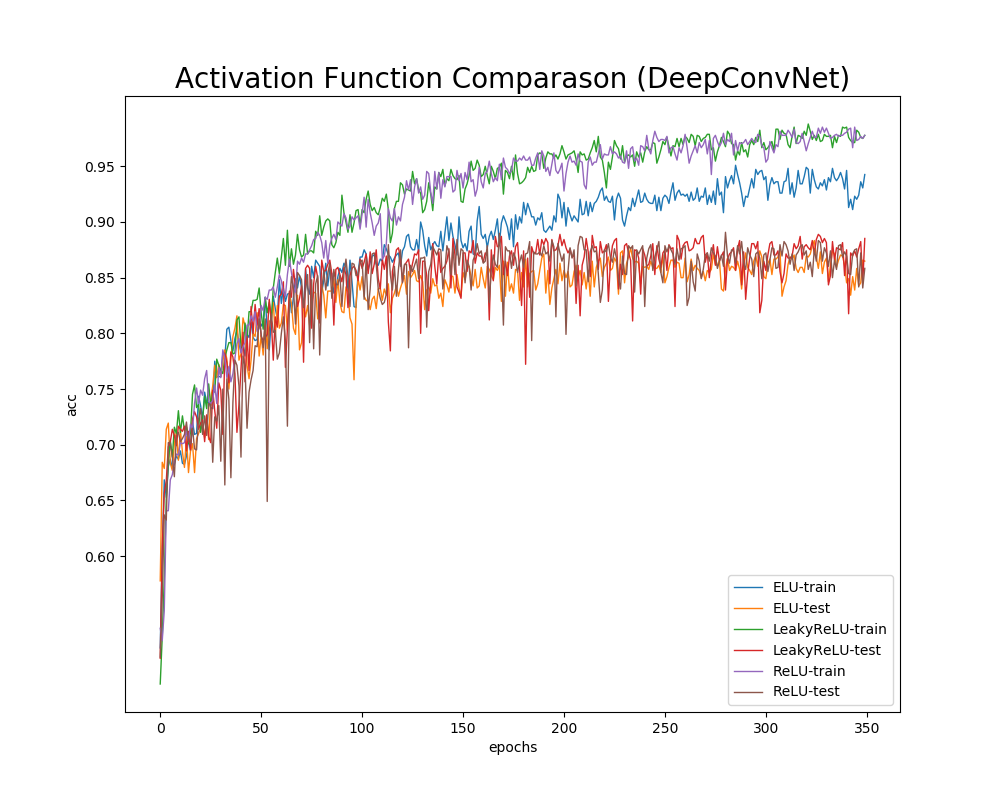 Activation Function Comparason (DeepConvNet)
0.95
0.90
0.85
0.80
0.75
0.70
0.65
0.60
acc
0 50 100 150 200 250 300 350
epochs
ELU-train
ELU-test
LeakyReLU-train
LeakyReLU-test
ReLU-train
ReLU-test